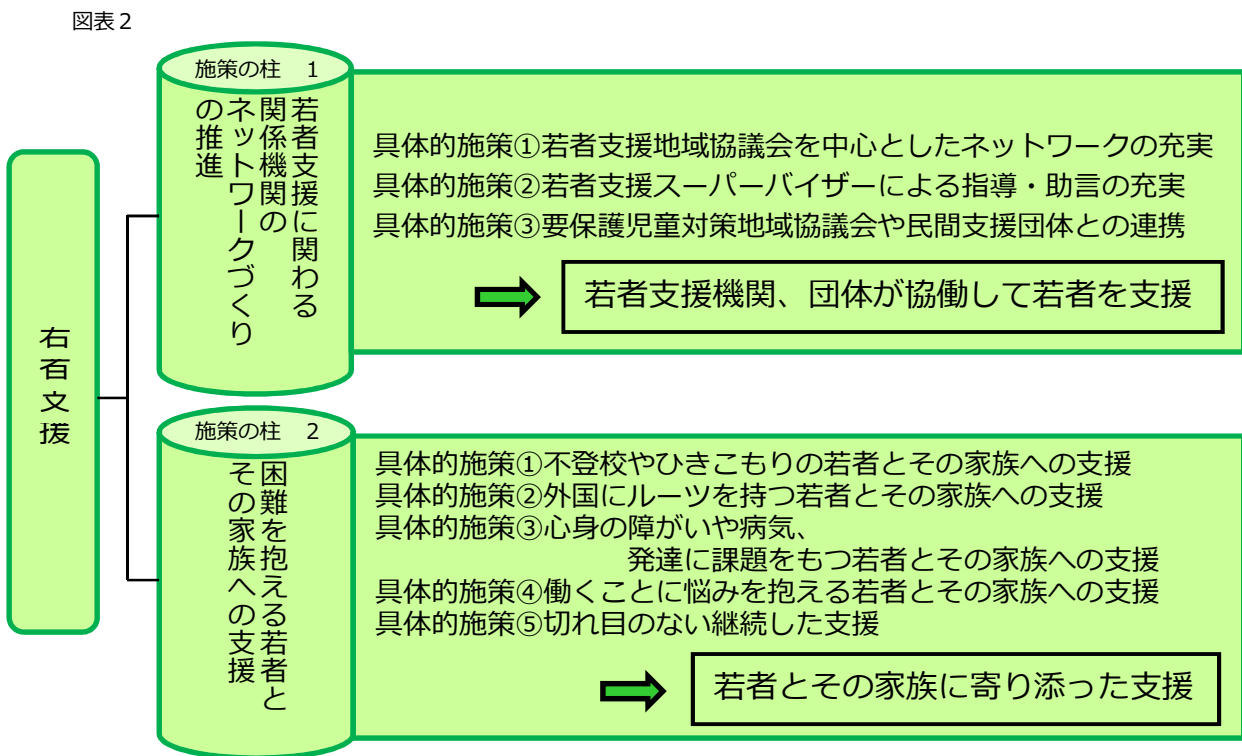 図表2
若者支援
施策の柱 1
若者支援に関わる
関係機関の
ネットワークづくり
の推進
具体的施策①若者支援地域協議会を中心としたネットワークの充実
具体的施策②若者支援スーパーバイザーによる指導・助言の充実
具体的施策③要保護児童対策地域協議会や民間支援団体との連携
若者支援機関、団体が協働して若者を支援
施策の柱 2
困難を抱える若者と
その家族への支援
具体的施策①不登校やひきこもりの若者とその家族への支援
具体的施策②外国にルーツを持つ若者とその家族への支援
具体的施策③心身の障がいや病気、
発達に課題をもつ若者とその家族への支援
具体的施策④働くことに悩みを抱える若者とその家族への支援
具体的施策⑤切れ目のない継続した支援
若者とその家族に寄り添った支援